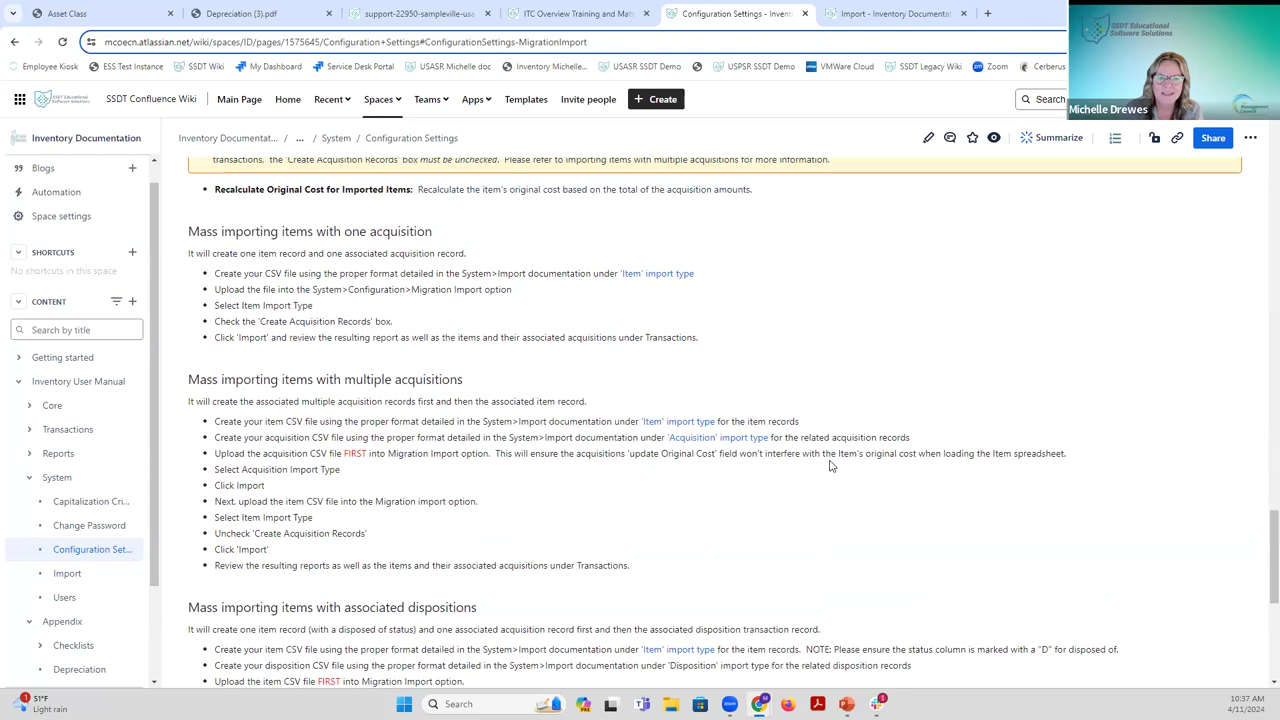 Asset Class
Depreciation (3).pdf
support-22950-sampleville-usa
ITC Overview Training and Mate
Configuration Settings - Invento
Import - Inventory Documentat
mcoecn.atlassian.net/wiki/spaces/ID/pages/1575645/Configuration+Settings#ConfigurationSettings-MigrationImport
Employee Kiosk
ESS Test Instance
SSDT Wiki
My Dashboard
Service Desk Portal
USASR Michelle doc
Inventory Michelle...
USASR SSDT Demo
USPSR SSDT Demo
VMWare Cloud
SSDT Legacy Wiki
Zoom
Cerberus
SSDT Educational
Software Solutions
Management
Council
Michelle Drewes
SSDT Confluence Wiki
Main Page
Home
Recent
Spaces
Teams
Apps
Templates
Invite people
+ Create
Search
Inventory Documentation
Inventory Documentat... / ... / System / Configuration Settings
Summarize
Share
Blogs
Automation
Space settings
SHORTCUTS
No shortcuts in this space
CONTENT
Search by title
Getting started
Inventory User Manual
Core
Transactions
Reports
System
Capitalization Cri...
Change Password
Configuration Set...
Import
Users
Appendix
Checklists
Depreciation
transactions. the 'Create Acquisition Records' box must be unchecked. Please refer to importing items with multiple acquisitions for more information.
• Recalculate Original Cost for Imported Items: Recalculate the item's original cost based on the total of the acquisition amounts.
Mass importing items with one acquisition
It will create one item record and one associated acquisition record.
• Create your CSV file using the proper format detailed in the System>Import documentation under 'Item' import type
• Upload the file into the System>Configuration>Migration Import option
• Select Item Import Type
• Check the 'Create Acquisition Records' box.
• Click 'Import' and review the resulting report as well as the items and their associated acquisitions under Transactions.
Mass importing items with multiple acquisitions
It will create the associated multiple acquisition records first and then the associated item record.
• Create your item CSV file using the proper format detailed in the System>Import documentation under 'Item' import type for the item records
• Create your acquisition CSV file using the proper format detailed in the System>Import documentation under 'Acquisition' import type for the related acquisition records
• Upload the acquisition CSV file FIRST into Migration Import option. This will ensure the acquisitions 'update Original Cost' field won't interfere with the Item's original cost when loading the Item spreadsheet.
• Select Acquisition Import Type
• Click Import
• Next, upload the item CSV file into the Migration import option.
• Select Item Import Type
• Uncheck 'Create Acquisition Records'
• Click 'Import'
• Review the resulting reports as well as the items and their associated acquisitions under Transactions.
Mass importing items with associated dispositions
It will create one item record (with a disposed of status) and one associated acquisition record first and then the associated disposition transaction record.
• Create your item CSV file using the proper format detailed in the System>Import documentation under 'Item' import type for the item records. NOTE: Please ensure the status column is marked with a "D" for disposed of.
• Create your disposition CSV file using the proper format detailed in the System>Import documentation under 'Disposition' import type for the related disposition records
• Upload the item CSV file FIRST into Migration Import option.
51°F
Light rain
Search
10:37 AM
4/11/2024